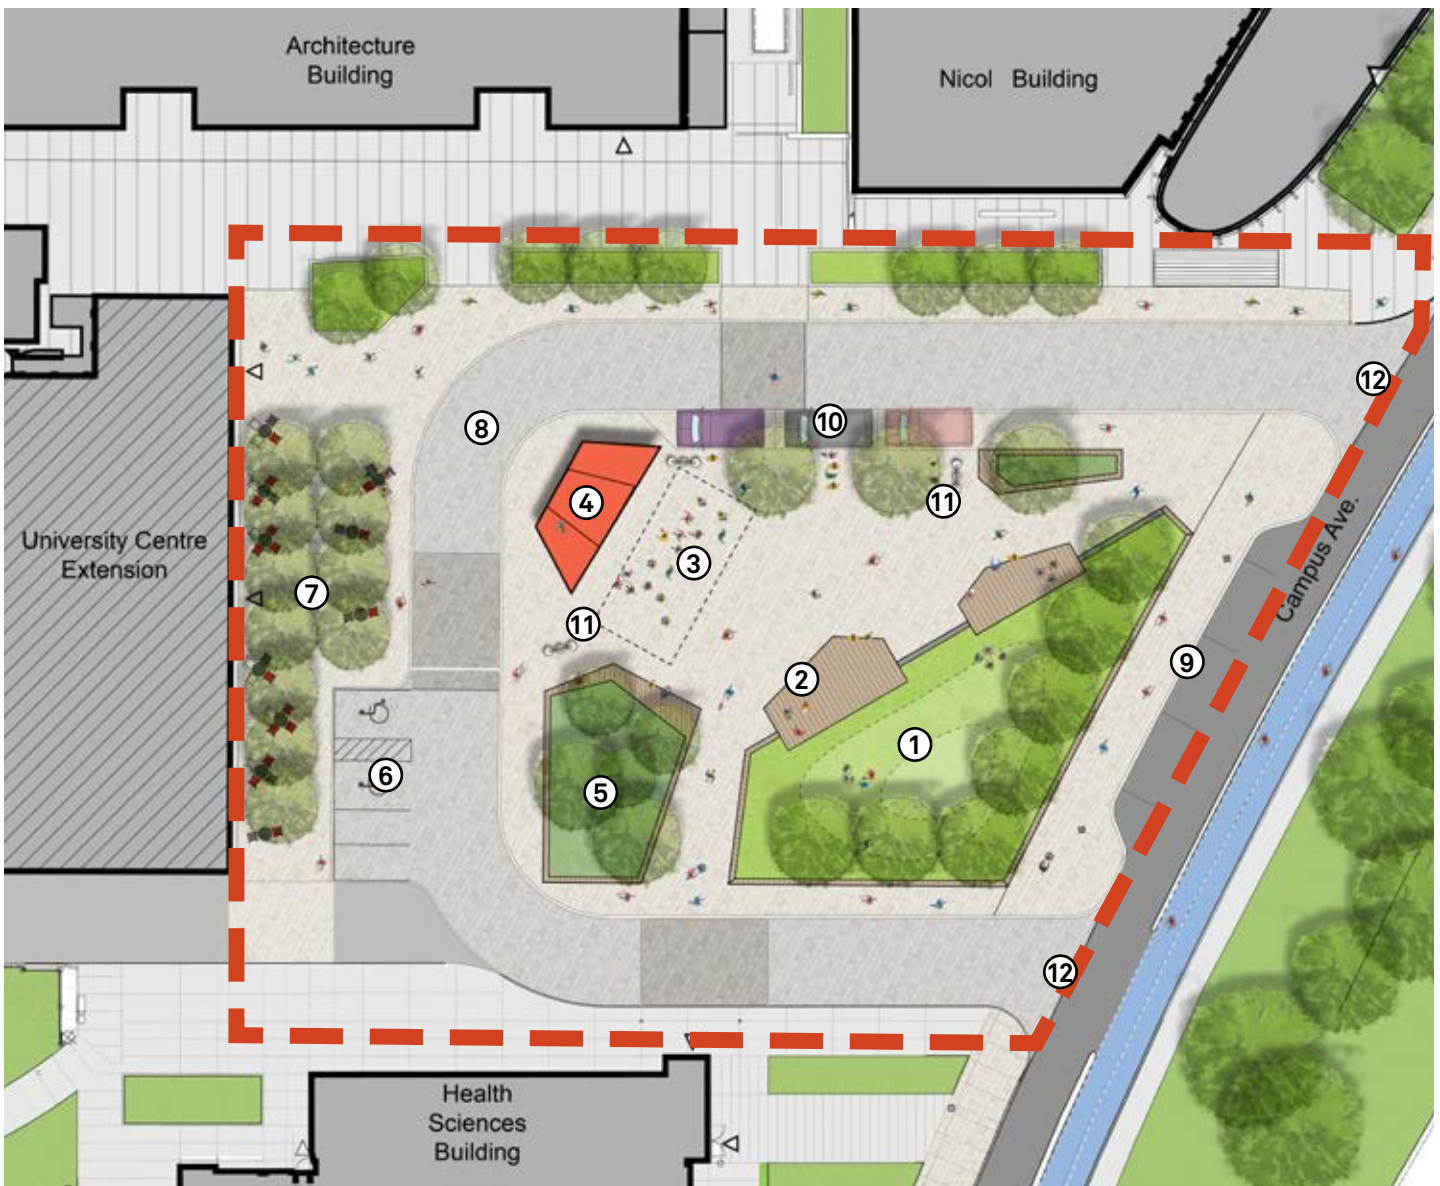 Architecture
Building
Nicol Building
12
10
8
4
11
University Centre
Extension
3
7
11
Campus Ave.
9
2
1
6
5
12
Health
Sciences
Building